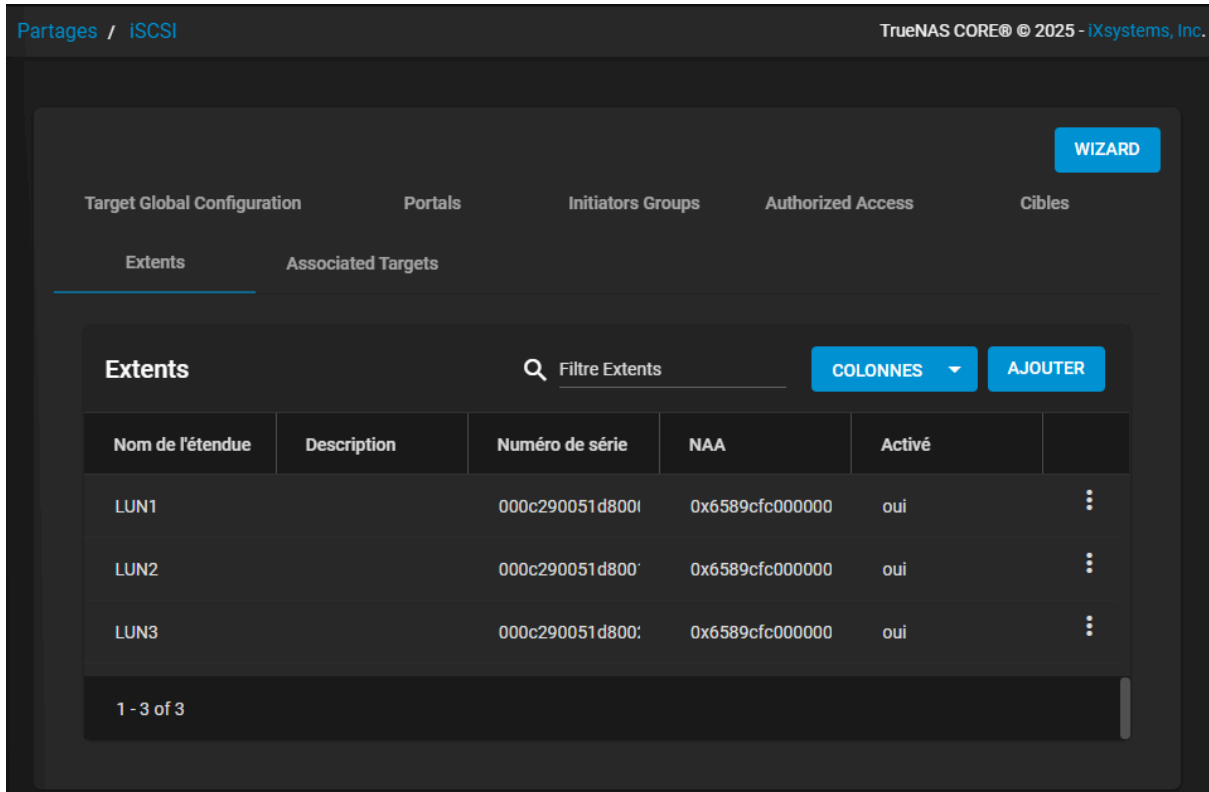 Partages / iSCSI TrueNAS CORE® © 2025 - iXsystems, Inc.
WIZARD
Target Global Configuration Portals Initiators Groups Authorized Access Cibles
Extents Associated Targets
Extents Filtre Extents COLONNES AJOUTER
Nom de l'étendue Description Numéro de série NAA Activé
LUN1 000c290051d800 0x6589cfc000000 oui
LUN2 000c290051d800 0x6589cfc000000 oui
LUN3 000c290051d800 0x6589cfc000000 oui
1 - 3 of 3